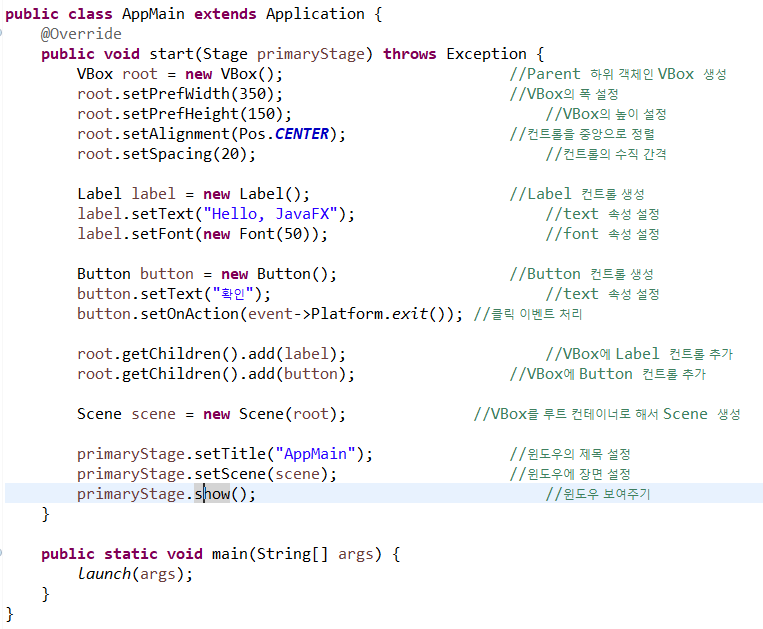 public class AppMain extends Application {
@Override
public void start(Stage primaryStage) throws Exception {
VBox root = new VBox(); //Parent 하위 객체인 VBox 생성
root.setPrefWidth(350); //VBox의 폭 설정
root.setPrefHeight(150); //VBox의 높이 설정
root.setAlignment(Pos.CENTER); //컨트롤을 중앙으로 정렬
root.setSpacing(20); //컨트롤의 수직 간격
Label label = new Label(); //Label 컨트롤 생성
label.setText("Hello, JavaFX"); //text 속성 설정
label.setFont(new Font(50)); //font 속성 설정
Button button = new Button(); //Button 컨트롤 생성
button.setText("확인"); //text 속성 설정
button.setOnAction(event->Platform.exit()); //클릭 이벤트 처리
root.getChildren().add(label); //VBox에 Label 컨트롤 추가
root.getChildren().add(button); //VBox에 Button 컨트롤 추가
Scene scene = new Scene(root); //VBox를 루트 컨테이너로 해서 Scene 생성
primaryStage.setTitle("AppMain"); //윈도우의 제목 설정
primaryStage.setScene(scene); //윈도우에 장면 설정
primaryStage.show(); //윈도우 보여주기
}
public static void main(String[] args) {
launch(args);
}
}